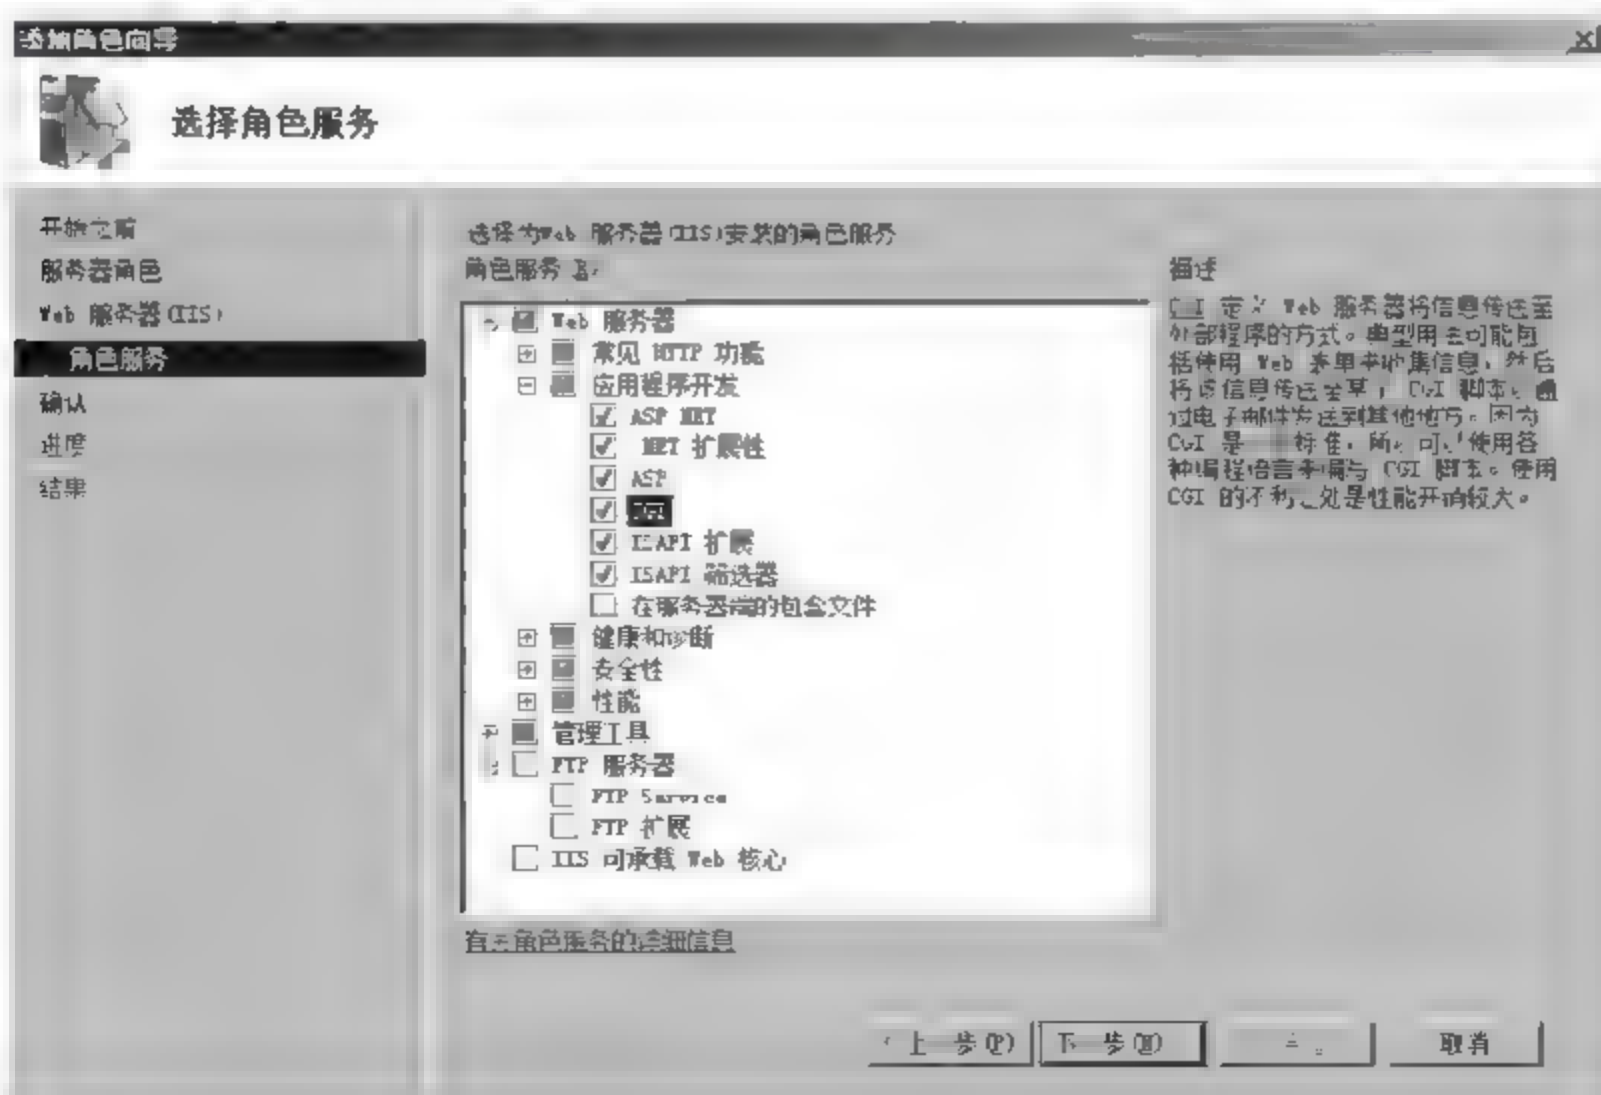 添加角色向导
选择角色服务
开始之前
服务器角色
Web 服务器(IIS)
角色服务
确认
进度
结果
选择为Web 服务器(IIS)安装的角色服务
角色服务
Web 服务器
常见 HTTP 功能
应用程序开发
ASP.NET
.NET 扩展性
ASP
CGI
ISAPI 扩展
ISAPI 筛选器
在服务器端的包含文件
健康和诊断
安全性
性能
管理工具
FTP 服务器
FTP Service
FTP 扩展
IIS 可承载 Web 核心
有关角色服务的详细信息
描述
CGI 定义 Web 服务器将信息传送至
外部程序的方式。典型用法可能包
括使用 Web 表单来收集信息，然后
将该信息传送至某 CGI 脚本以通
过电子邮件发送到其他地方。因为
CGI 是 标准，所 可 使用各
种编程语言来编写 CGI 脚本。使用
CGI 的不利之处是性能开销较大。
< 上一步(P)
下一步(N)
取消